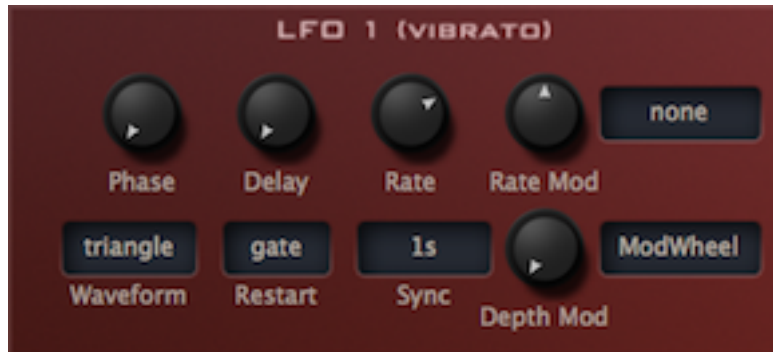 LFO 1 (VIBRATO)
none
Phase Delay Rate Rate Mod
triangle gate 1s ModWheel
Waveform Restart Sync
Depth Mod